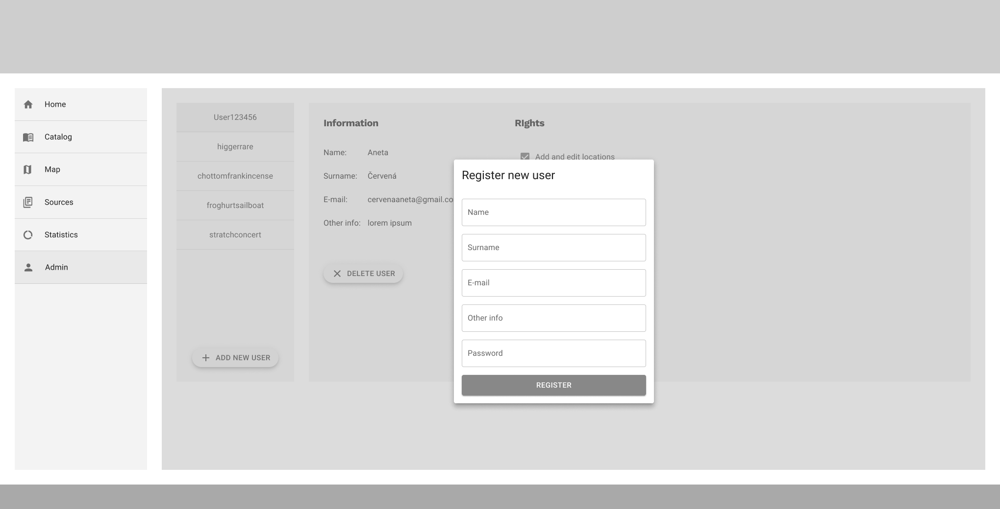 Home
Catalog
Map
Sources
Statistics
Admin
User123456
higgerrare
chottomfrankincense
froghurtsailboat
stratchconcert
ADD NEW USER
Information
Name: Aneta
Surname: Červená
E-mail: cervenaaneta@gmail.co
Other info: lorem ipsum
DELETE USER
RIghts
Add and edit locations
Register new user
Name
Surname
E-mail
Other info
Password
REGISTER